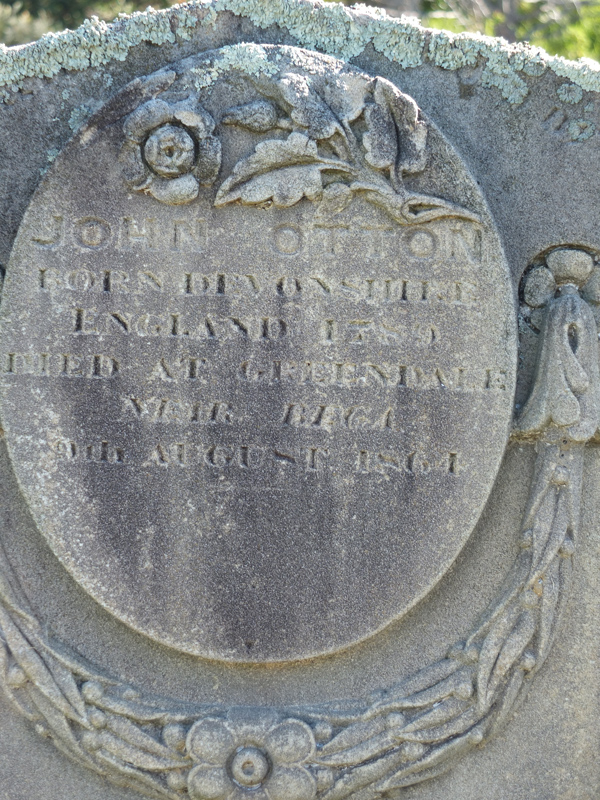 JOHN OTTON
BORN DEVONSHIRE
ENGLAND 1789
DIED AT GREENDALE
NEAR BEGA
9th AUGUST 1864